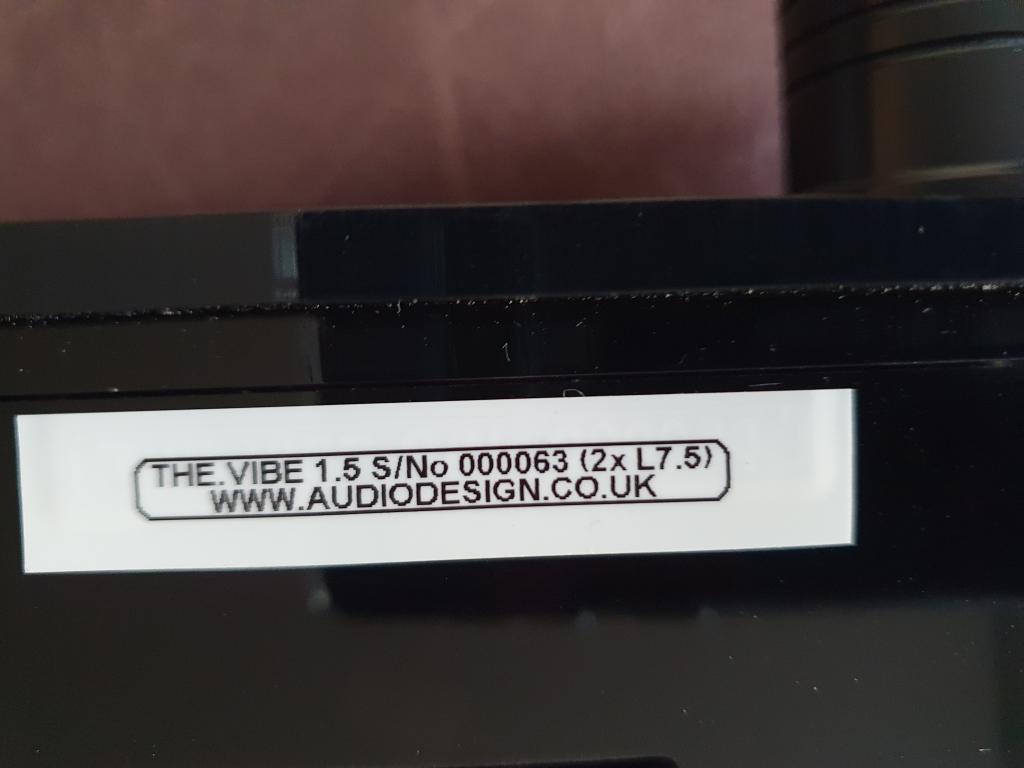 THE.VIBE 1.5 S/No 000063 (2x L7.5)
WWW.AUDIODESIGN.CO.UK